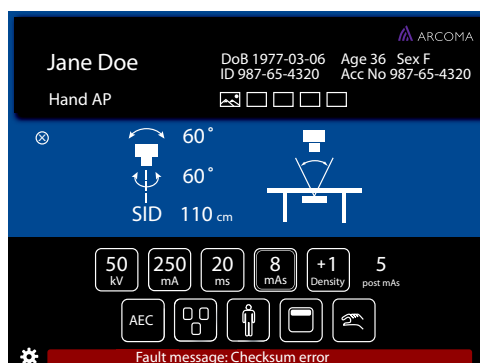 ARCOMA
Jane Doe
DoB 1977-03-06 Age 36 Sex F
ID 987-65-4320 Acc No 987-65-4320
Hand AP
60°
60°
SID 110 cm
50 250 20 8 +1 5
kV mA ms mAs Density post mAs
AEC
Fault message: Checksum error